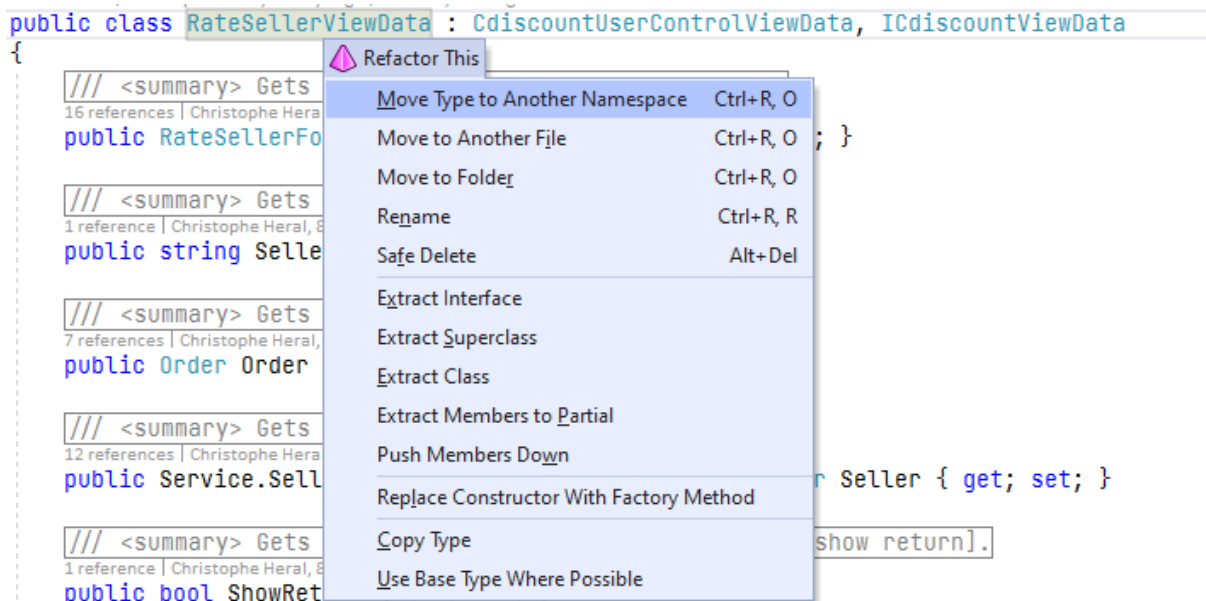 public class RateSellerViewData : CdiscountUserControlViewData, ICdiscountViewData
{
Refactor This
/// <summary> Gets
Move Type to Another Namespace Ctrl+R, O
16 references | Christophe Hera
public RateSellerFo ; }
Move to Another File Ctrl+R, O
Move to Folder Ctrl+R, O
/// <summary> Gets
Rename Ctrl+R, R
1 reference | Christophe Heral, 8
public string Selle
Safe Delete Alt+Del
Extract Interface
/// <summary> Gets
Extract Superclass
7 references | Christophe Heral,
public Order Order
Extract Class
Extract Members to Partial
/// <summary> Gets
Push Members Down
12 references | Christophe Hera
public Service.Sell r Seller { get; set; }
Replace Constructor With Factory Method
/// <summary> Gets show return].
Copy Type
1 reference | Christophe Heral, 8
public bool ShowRet
Use Base Type Where Possible